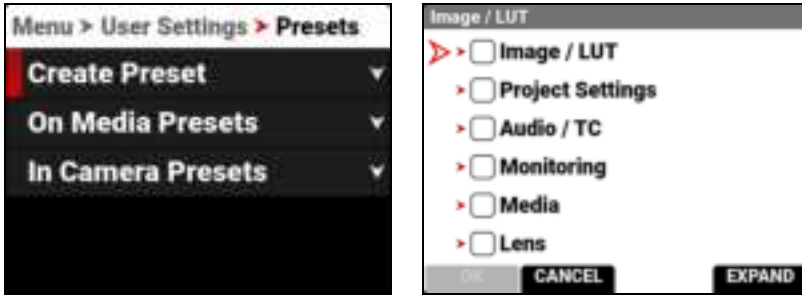 Menu > User Settings > Presets
Create Preset
On Media Presets
In Camera Presets
Image / LUT
Image / LUT
Project Settings
Audio / TC
Monitoring
Media
Lens
OK CANCEL EXPAND